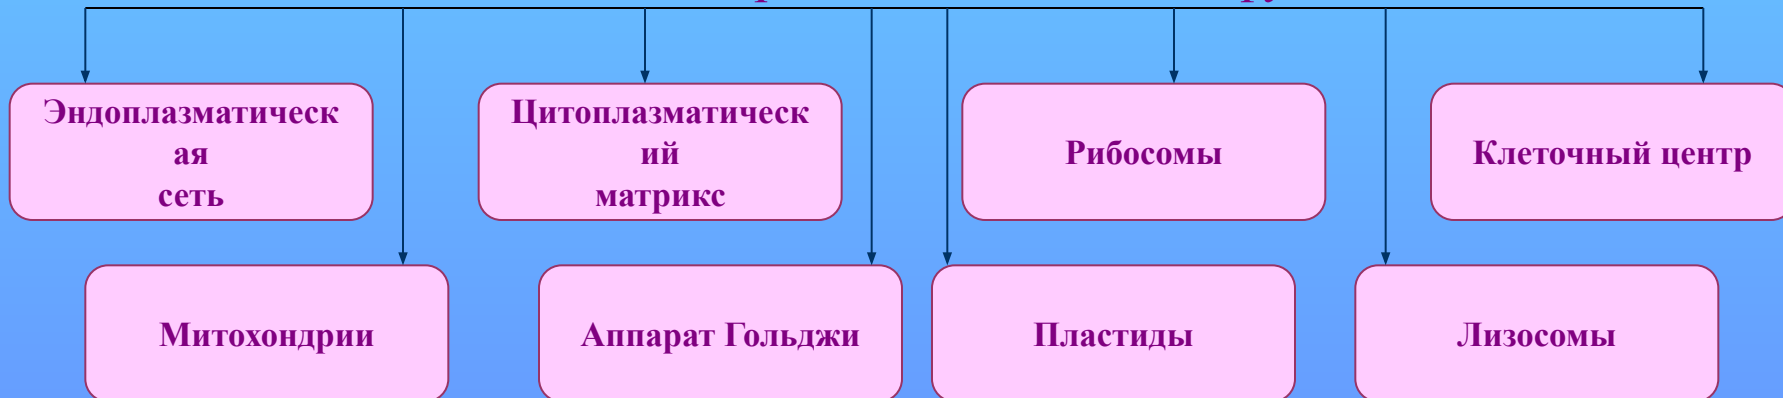 Эндоплазматическ
ая
сеть
Цитоплазматическ
ий
матрикс
Рибосомы
Клеточный центр
Митохондрии
Аппарат Гольджи
Пластиды
Лизосомы